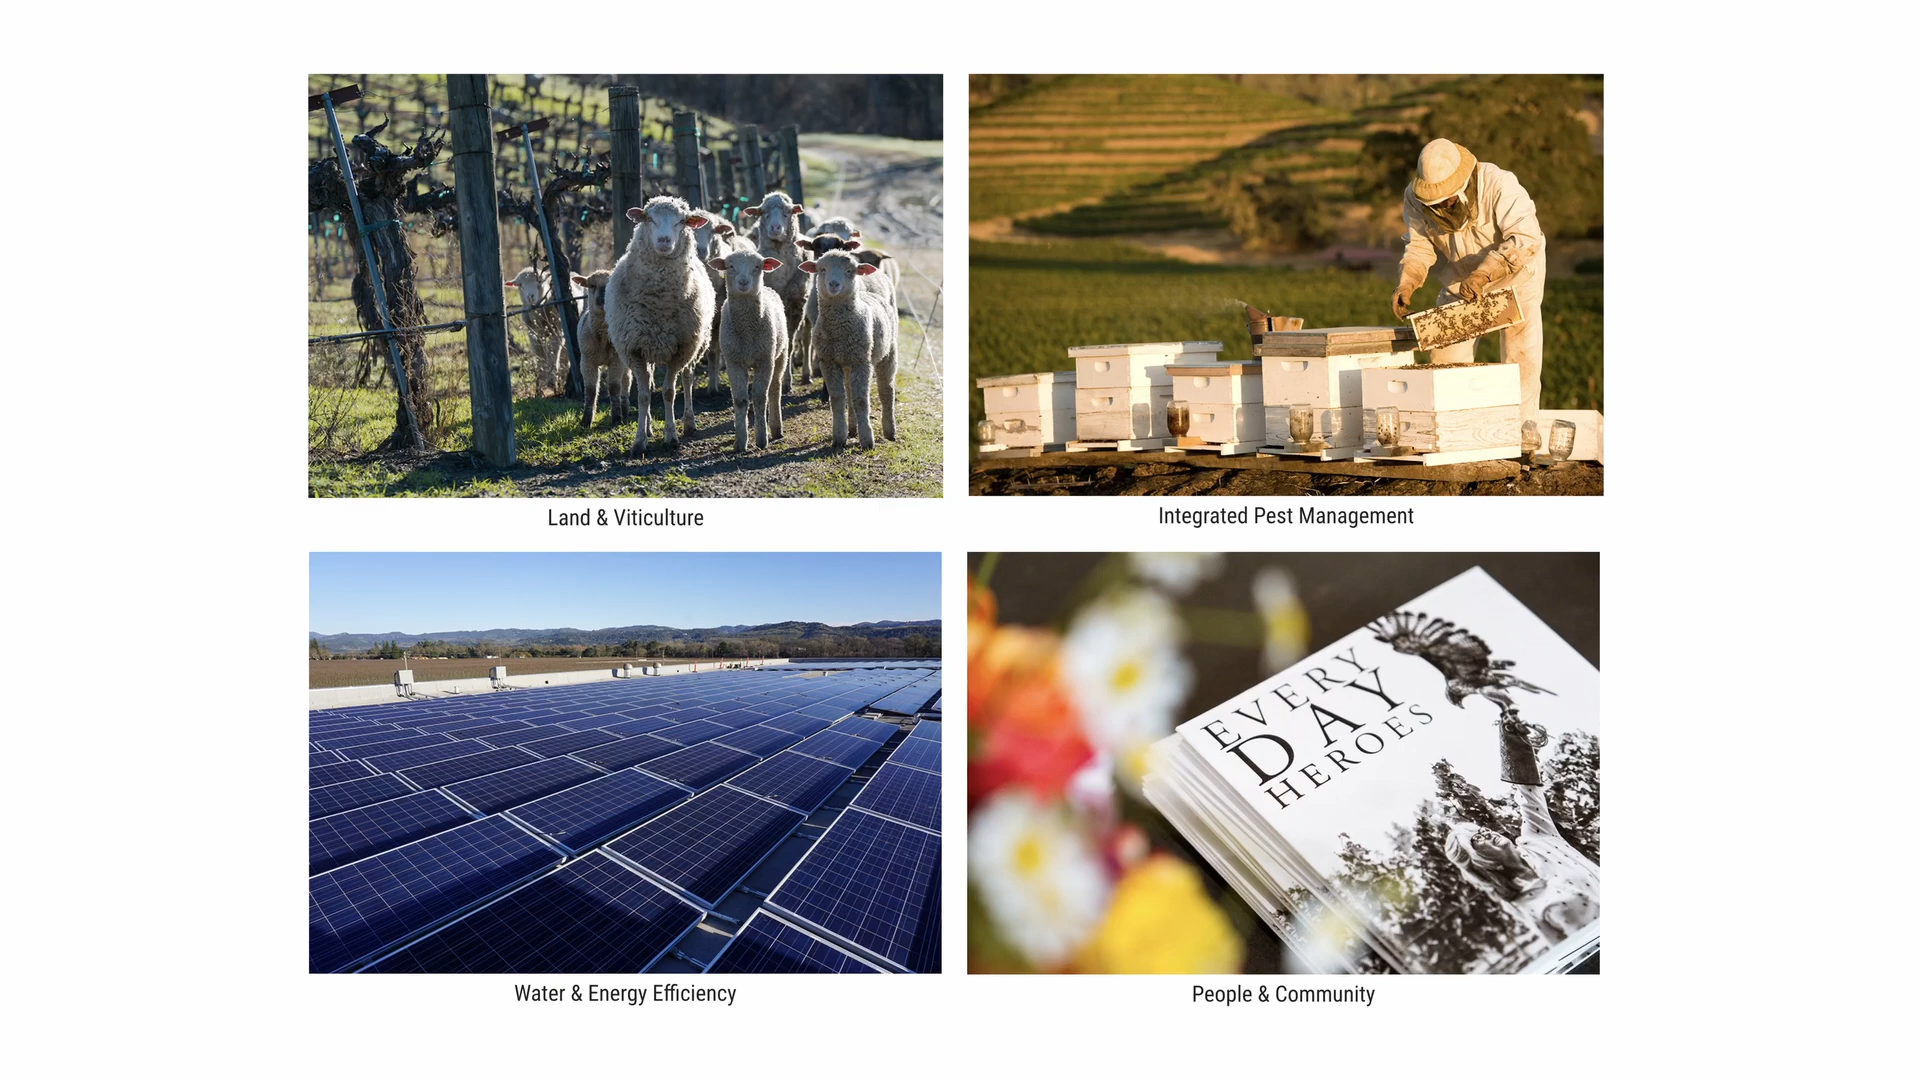 Land & Viticulture
Integrated Pest Management
Water & Energy Efficiency
EVERY
DAY
HEROES
People & Community